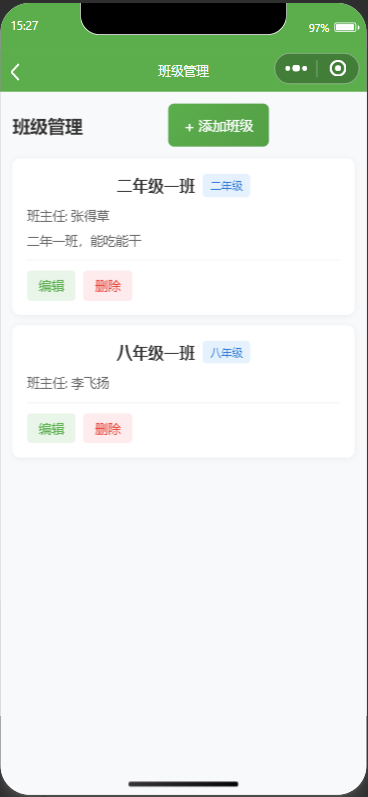 15:27
97%
班级管理
班级管理
+ 添加班级
二年级一班 二年级
班主任: 张得草
二年一班，能吃能干
编辑 删除
八年级一班 八年级
班主任: 李飞扬
编辑 删除